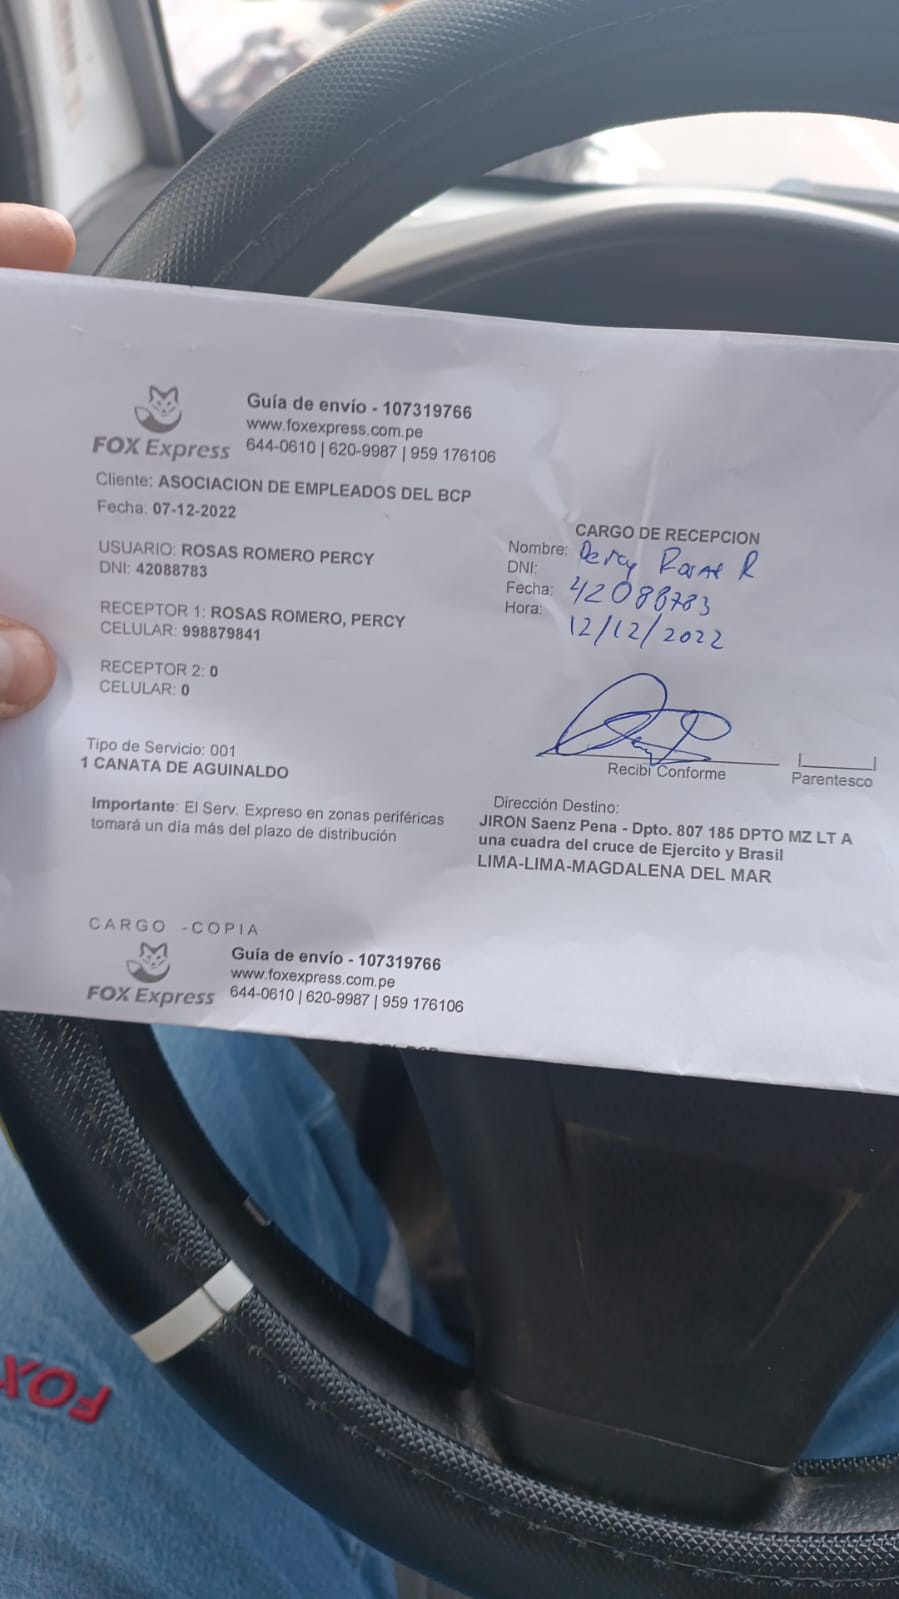 FOX Express
Guía de envío - 107319766
www.foxexpress.com.pe
644-0610 | 620-9987 | 959 176106
Cliente: ASOCIACION DE EMPLEADOS DEL BCP
Fecha: 07-12-2022
USUARIO: ROSAS ROMERO PERCY
DNI: 42088783
RECEPTOR 1: ROSAS ROMERO, PERCY
CELULAR: 998879841
RECEPTOR 2: 0
CELULAR: 0
Tipo de Servicio: 001
1 CANATA DE AGUINALDO
Importante: El Serv. Expreso en zonas periféricas
tomará un día más del plazo de distribución
CARGO DE RECEPCION
Nombre: Percy Rosas R
DNI: 42088783
Fecha: 12/12/2022
Hora:
Recibí Conforme
Parentesco
Dirección Destino:
JIRON Saenz Pena - Dpto. 807 185 DPTO MZ LT A
una cuadra del cruce de Ejercito y Brasil
LIMA-LIMA-MAGDALENA DEL MAR
CARGO -COPIA
FOX Express
Guía de envío - 107319766
www.foxexpress.com.pe
644-0610 | 620-9987 | 959 176106
FOX